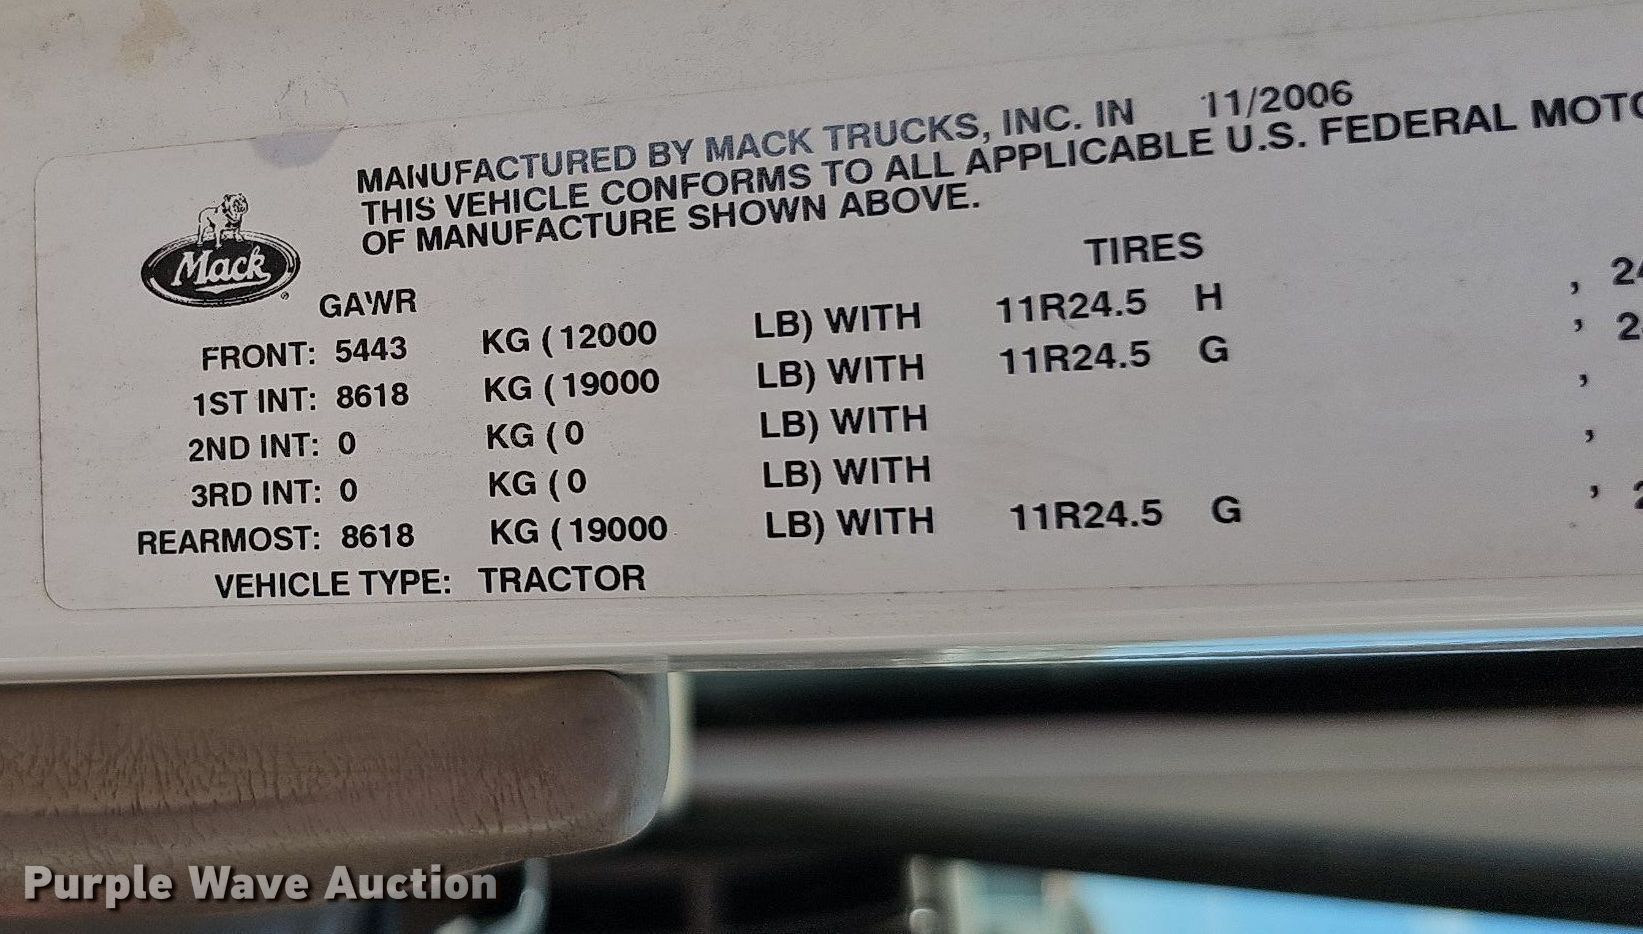 MANUFACTURED BY MACK TRUCKS, INC. IN 11/2006
THIS VEHICLE CONFORMS TO ALL APPLICABLE U.S. FEDERAL
OF MANUFACTURE SHOWN ABOVE.
Mack
GAWR TIRES
FRONT: 5443 KG (12000 LB) WITH 11R24.5 H ,
1ST INT: 8618 KG (19000 LB) WITH 11R24.5 G ,
2ND INT: 0 KG (0 LB) WITH ,
3RD INT: 0 KG (0 LB) WITH ,
REARMOST: 8618 KG (19000 LB) WITH 11R24.5 G ,
VEHICLE TYPE: TRACTOR
Purple Wave Auction